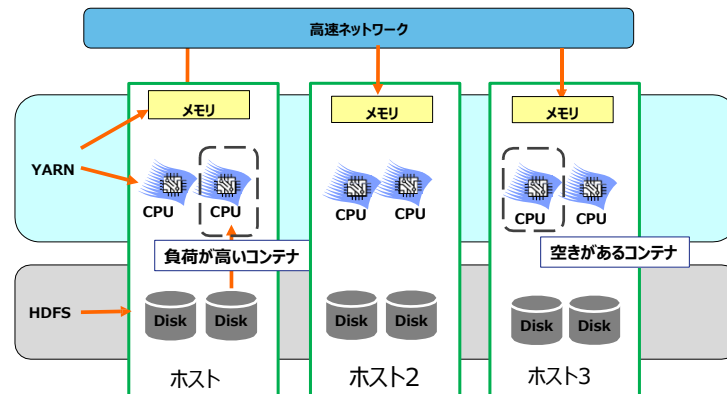 高速ネットワーク
メモリ
メモリ
メモリ
YARN
CPU
CPU
CPU
CPU
CPU
CPU
負荷が高いコンテナ
空きがあるコンテナ
HDFS
Disk
Disk
Disk
Disk
Disk
Disk
ホスト
ホスト2
ホスト3